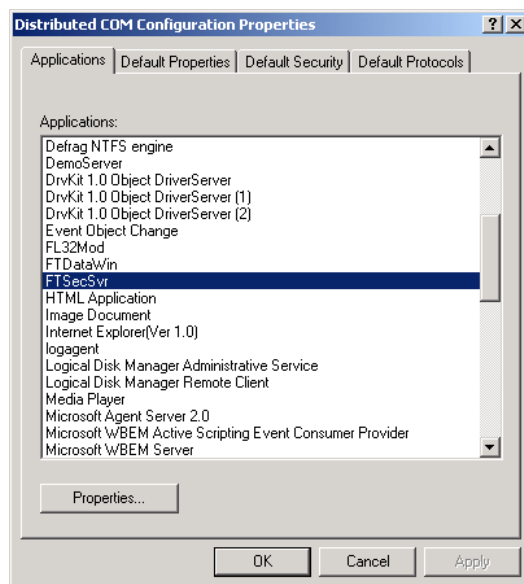 Distributed COM Configuration Properties
Applications Default Properties Default Security Default Protocols
Applications:
Defrag NTFS engine
DemoServer
DrvKit 1.0 Object DriverServer
DrvKit 1.0 Object DriverServer (1)
DrvKit 1.0 Object DriverServer (2)
Event Object Change
FL32Mod
FTDataWin
FTSecSvr
HTML Application
Image Document
Internet Explorer(Ver 1.0)
logagent
Logical Disk Manager Administrative Service
Logical Disk Manager Remote Client
Media Player
Microsoft Agent Server 2.0
Microsoft WBEM Active Scripting Event Consumer Provider
Microsoft WBEM Server
Properties...
OK Cancel Apply